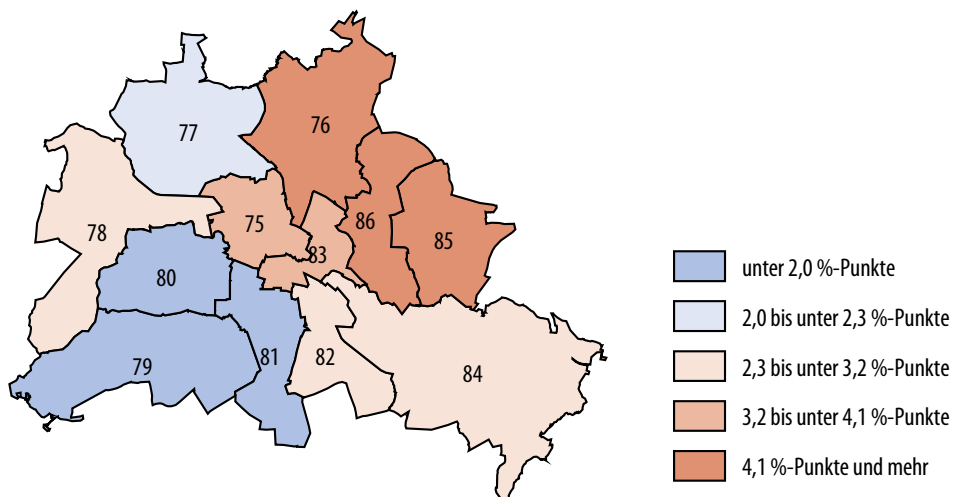 76
77
75
86
78
83
85
80
81
82
79
84
unter 2,0 %-Punkte
2,0 bis unter 2,3 %-Punkte
2,3 bis unter 3,2 %-Punkte
3,2 bis unter 4,1 %-Punkte
4,1 %-Punkte und mehr